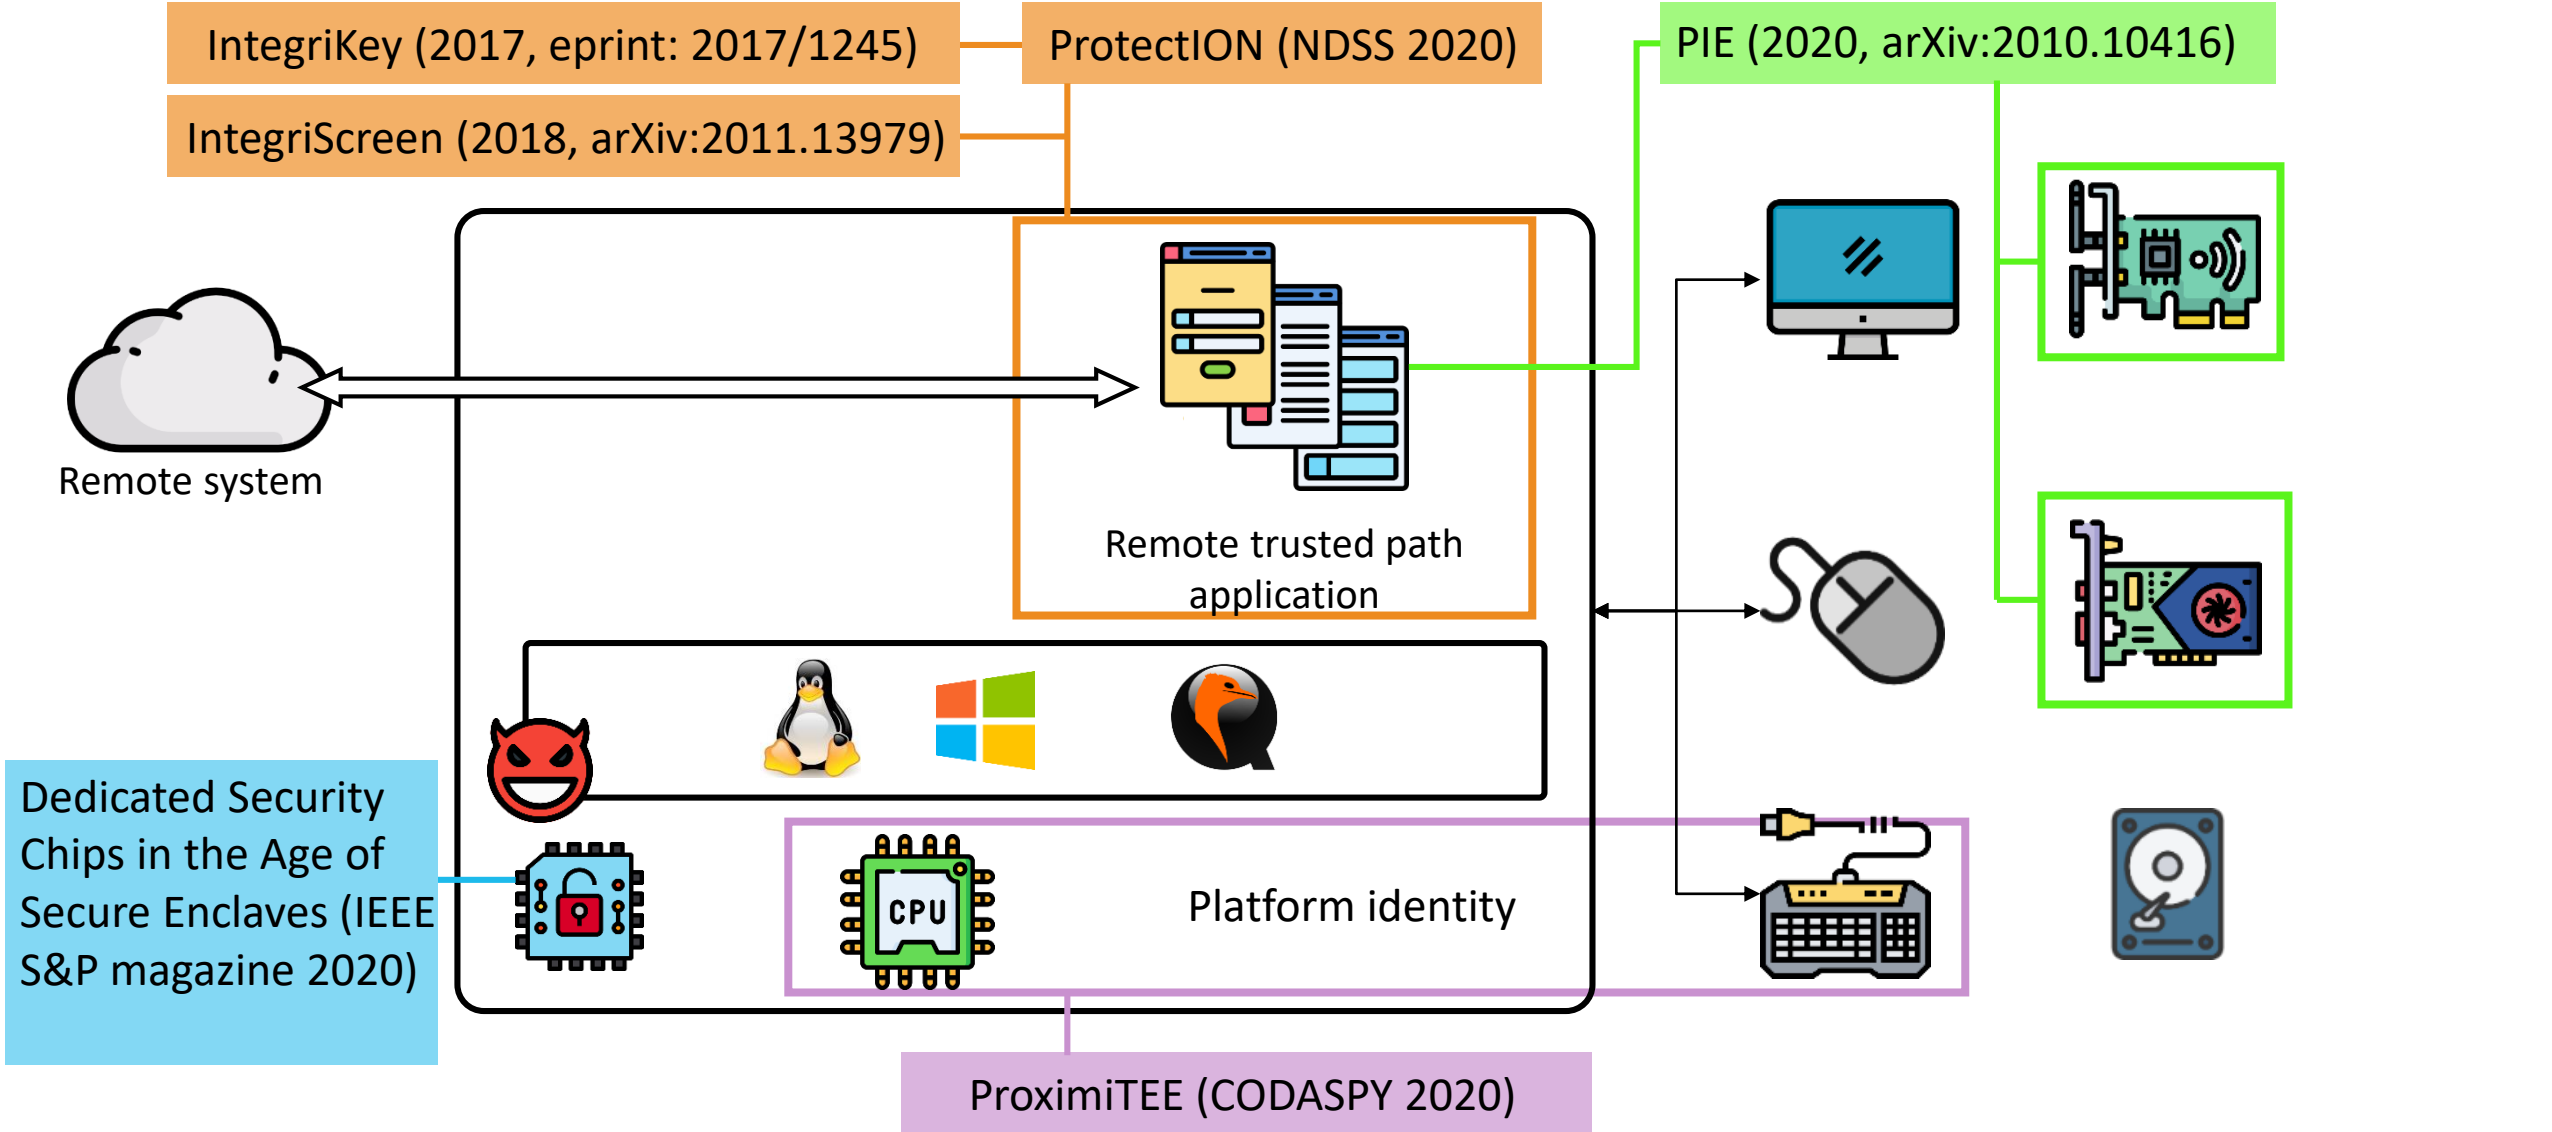 IntegriKey (2017, eprint: 2017/1245)
ProtectION (NDSS 2020)
PIE (2020, arXiv:2010.10416)
IntegriScreen (2018, arXiv:2011.13979)
Remote system
Remote trusted path
application
Dedicated Security
Chips in the Age of
Secure Enclaves (IEEE
S&P magazine 2020)
CPU
Platform identity
ProximiTEE (CODASPY 2020)